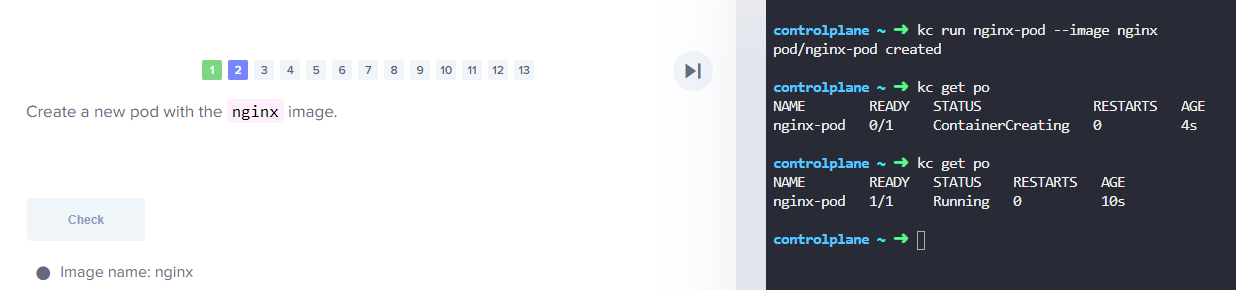 1 2 3 4 5 6 7 8 9 10 11 12 13
Create a new pod with the nginx image.
Check
Image name: nginx
controlplane ~ ➜ kc run nginx-pod --image nginx
pod/nginx-pod created
controlplane ~ ➜ kc get po
NAME READY STATUS RESTARTS AGE
nginx-pod 0/1 ContainerCreating 0 4s
controlplane ~ ➜ kc get po
NAME READY STATUS RESTARTS AGE
nginx-pod 1/1 Running 0 10s
controlplane ~ ➜